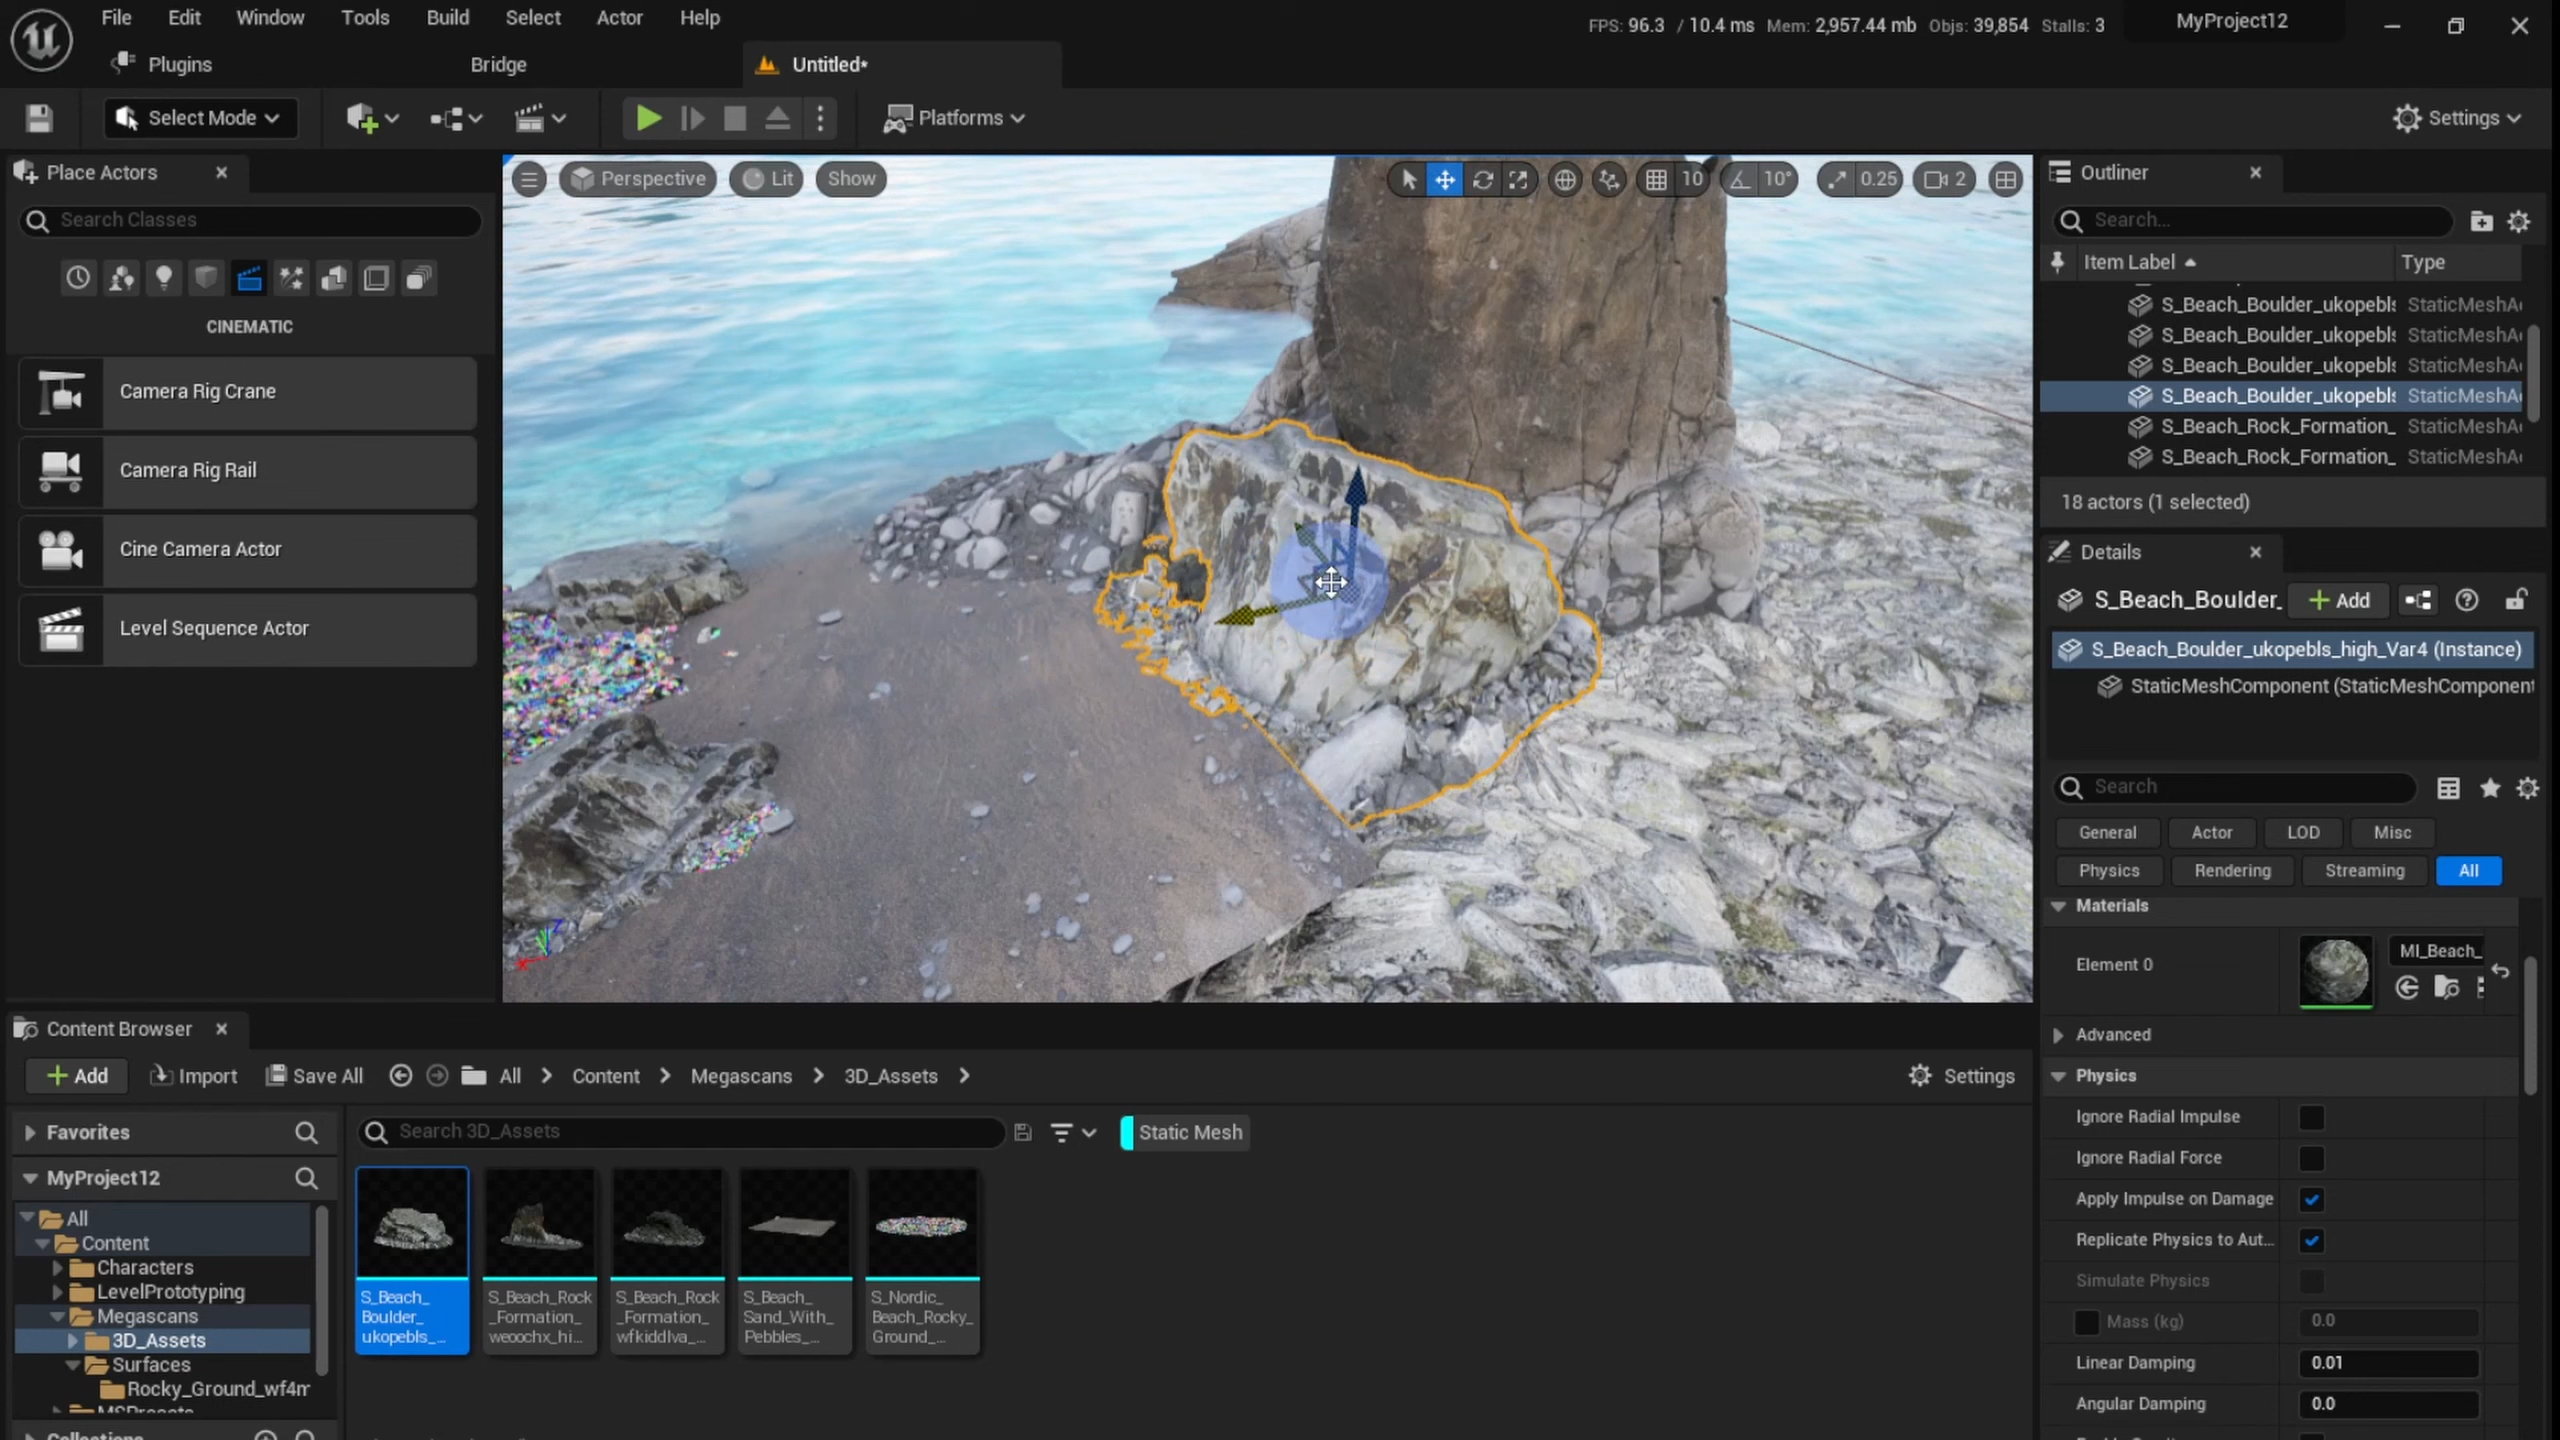 File Edit Window Tools Build Select Actor Help
FPS: 96.3 / 10.4 ms Mem: 2,957.44 mb Objs: 39,854 Stalls: 3
MyProject12
Plugins
Bridge
Untitled*
Select Mode
Platforms
Settings
Place Actors
Search Classes
CINEMATIC
Camera Rig Crane
Camera Rig Rail
Cine Camera Actor
Level Sequence Actor
Perspective
Lit
Show
10
10°
0.25
2
Outliner
Search...
Item Label
Type
S_Beach_Boulder_ukopebls StaticMeshA
S_Beach_Boulder_ukopebls StaticMeshA
S_Beach_Boulder_ukopebls StaticMeshA
S_Beach_Boulder_ukopebls StaticMeshA
S_Beach_Rock_Formation_ StaticMeshA
S_Beach_Rock_Formation_ StaticMeshA
18 actors (1 selected)
Details
S_Beach_Boulder_
Add
S_Beach_Boulder_ukopebls_high_Var4 (Instance)
StaticMeshComponent (StaticMeshComponent
Search
General Actor LOD Misc
Physics Rendering Streaming All
Materials
Element 0
MI_Beach_
Advanced
Physics
Ignore Radial Impulse
Ignore Radial Force
Apply Impulse on Damage
Replicate Physics to Aut...
Simulate Physics
Mass (kg) 0.0
Linear Damping 0.01
Angular Damping 0.0
Content Browser
Add
Import
Save All
All > Content > Megascans > 3D_Assets >
Settings
Favorites
MyProject12
All
Content
Characters
LevelPrototyping
Megascans
3D_Assets
Surfaces
Rocky_Ground_wf4m
MSPresets
Collections
Search 3D_Assets
Static Mesh
S_Beach_
Boulder_
ukopebls_...
S_Beach_Rock
_Formation_
weoochx_hi...
S_Beach_Rock
_Formation_
wfkiddlva_...
S_Beach_
Sand_With_
Pebbles_...
S_Nordic_
Beach_Rocky_
Ground_...